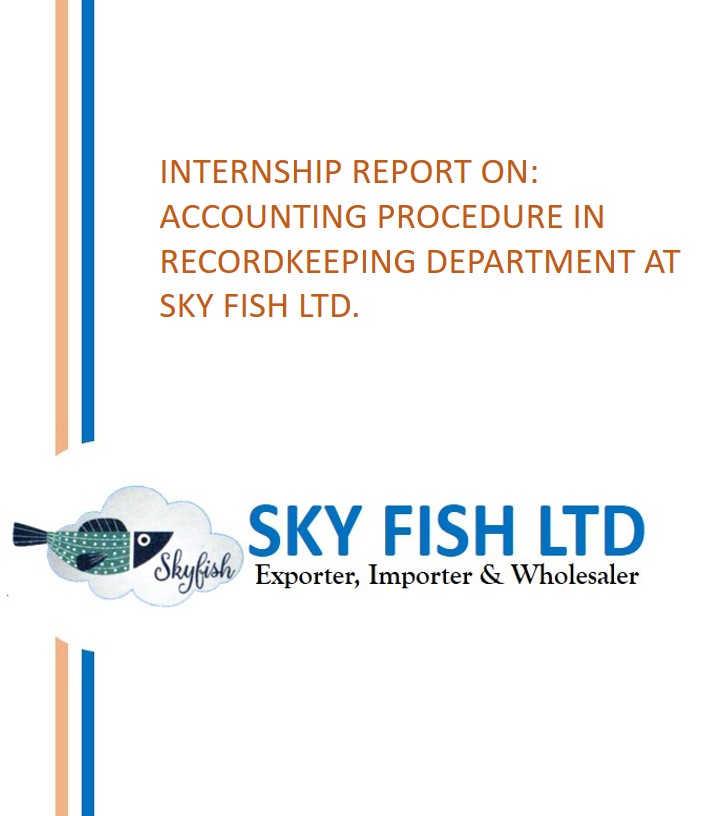 INTERNSHIP REPORT ON:
ACCOUNTING PROCEDURE IN
RECORDKEEPING DEPARTMENT AT
SKY FISH LTD.
Skyfish
SKY FISH LTD
Exporter, Importer & Wholesaler